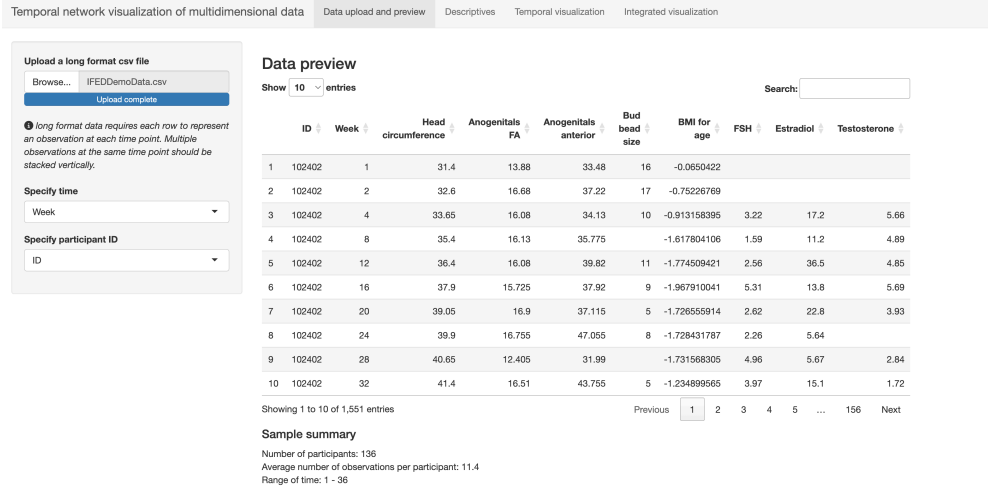 Temporal network visualization of multidimensional data Data upload and preview Descriptives Temporal visualization Integrated visualization
Upload a long format csv file
Browse... IFEDDemoData.csv
Upload complete
long format data requires each row to represent
an observation at each time point. Multiple
observations at the same time point should be
stacked vertically.
Specify time
Week
Specify participant ID
ID
Data preview
Show 10 entries Search:
ID Week Head circumference Anogenitals FA Anogenitals anterior Bud bead size BMI for age FSH Estradiol Testosterone
1 102402 1 31.4 13.88 33.48 16 -0.0650422
2 102402 2 32.6 16.68 37.22 17 -0.75226769
3 102402 4 33.65 16.08 34.13 10 -0.913158395 3.22 17.2 5.66
4 102402 8 35.4 16.13 35.775 -1.617804106 1.59 11.2 4.89
5 102402 12 36.4 16.08 39.82 11 -1.774509421 2.56 36.5 4.85
6 102402 16 37.9 15.725 37.92 9 -1.967910041 5.31 13.8 5.69
7 102402 20 39.05 16.9 37.115 5 -1.726555914 2.62 22.8 3.93
8 102402 24 39.9 16.755 47.055 8 -1.728431787 2.26 5.64
9 102402 28 40.65 12.405 31.99 -1.731568305 4.96 5.67 2.84
10 102402 32 41.4 16.51 43.755 5 -1.234899565 3.97 15.1 1.72
Showing 1 to 10 of 1,551 entries Previous 1 2 3 4 5 ... 156 Next
Sample summary
Number of participants: 136
Average number of observations per participant: 11.4
Range of time: 1 - 36